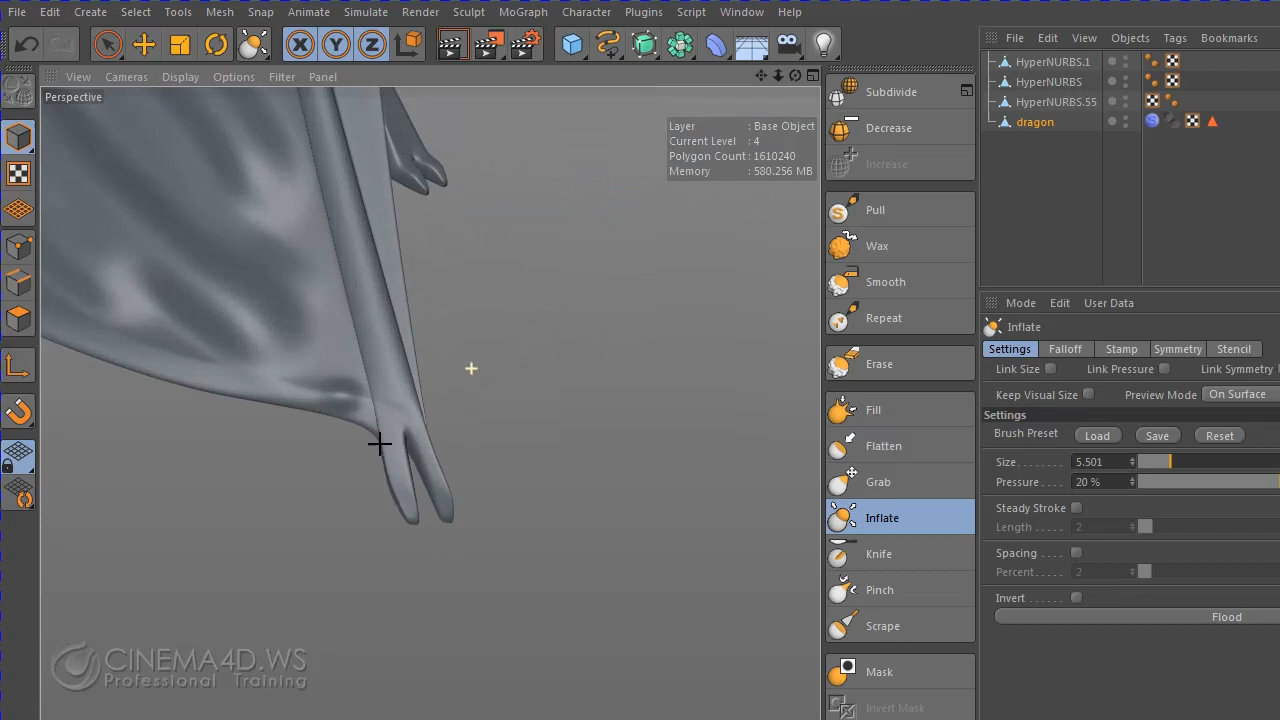 File Edit Create Select Tools Mesh Snap Animate Simulate Render Sculpt MoGraph Character Plugins Script Window Help
X Y Z
File Edit View Objects Tags Bookmarks
HyperNURBS.1
HyperNURBS
HyperNURBS.55
dragon
View Cameras Display Options Filter Panel
Perspective
Layer : Base Object
Current Level : 4
Polygon Count : 1610240
Memory : 580.256 MB
Subdivide
Decrease
Increase
Pull
Wax
Smooth
Repeat
Erase
Fill
Flatten
Grab
Inflate
Knife
Pinch
Scrape
Mask
Invert Mask
Mode Edit User Data
Inflate
Settings Falloff Stamp Symmetry Stencil
Link Size Link Pressure Link Symmetry
Keep Visual Size Preview Mode On Surface
Settings
Brush Preset Load Save Reset
Size 5.501
Pressure 20 %
Steady Stroke
Length 2
Spacing
Percent 2
Invert
Flood
CINEMA4D.WS
Professional Training